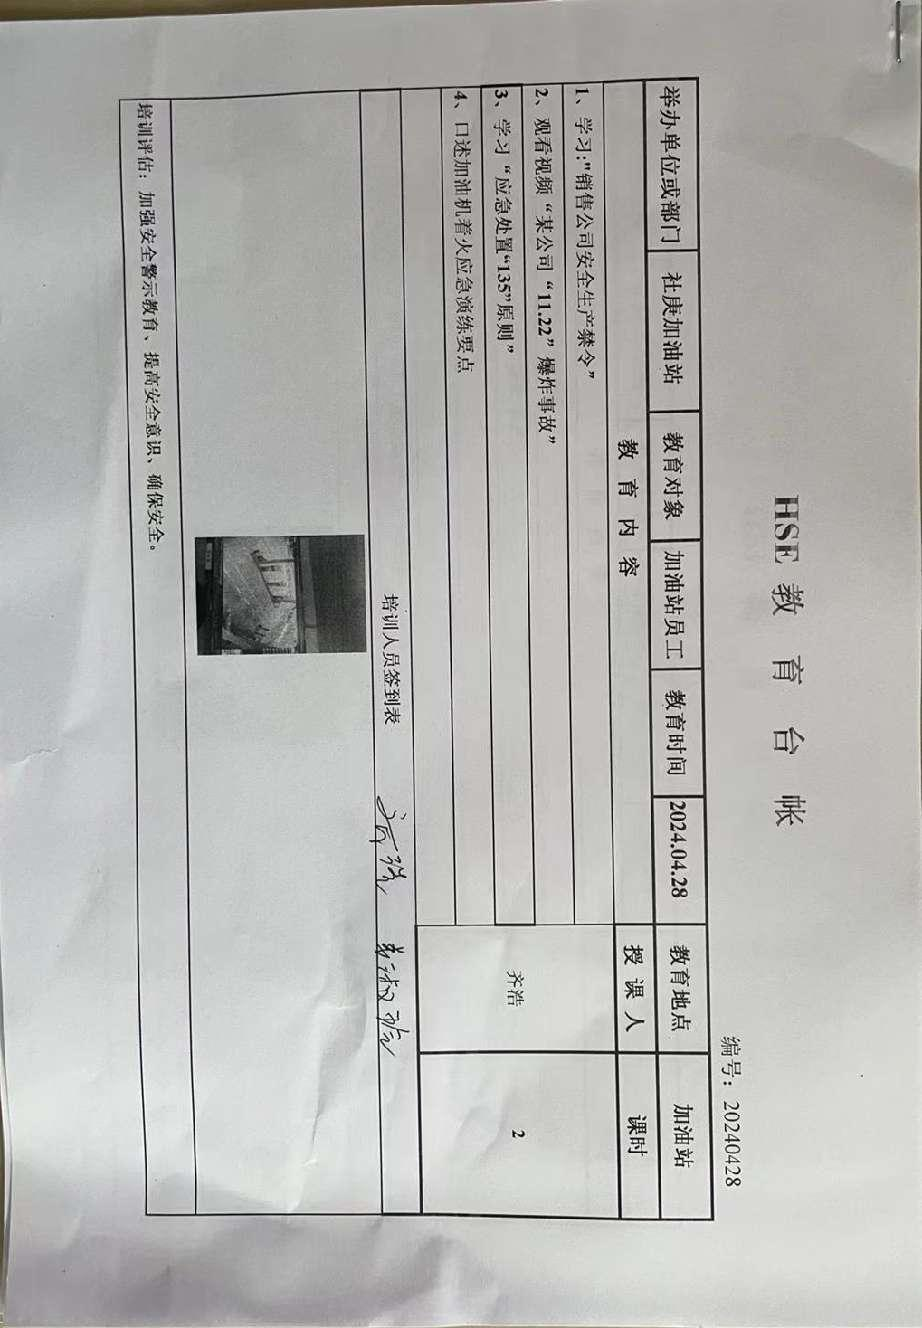 HSE 教 育 台 帐
编号：20240428
举办单位或部门 社庚加油站 教育对象 加油站员工 教育时间 2024.04.28 教育地点 加油站
教 育 内 容 授 课 人 课时
1、学习:"销售公司安全生产禁令”
2、观看视频“某公司“11.22”爆炸事故”
3、学习“应急处置“135”原则”
4、口述加油机着火应急演练要点
齐浩 2
培训人员签到表
培训评估：加强安全警示教育、提高安全意识、确保安全。